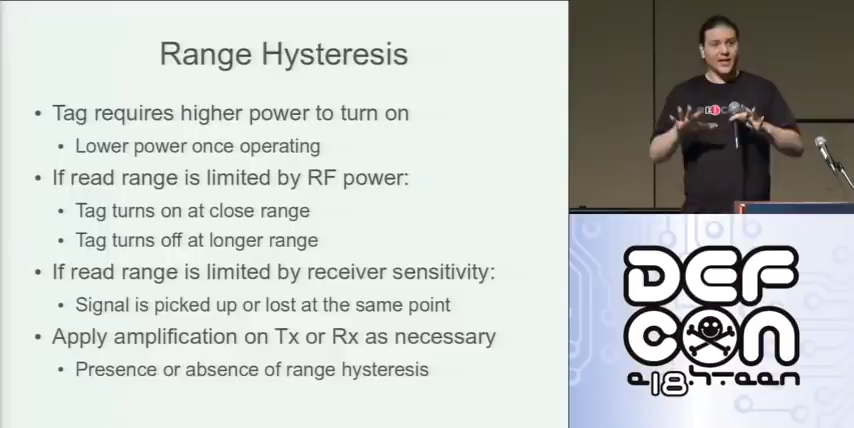 Range Hysteresis
• Tag requires higher power to turn on
• Lower power once operating
• If read range is limited by RF power:
• Tag turns on at close range
• Tag turns off at longer range
• If read range is limited by receiver sensitivity:
• Signal is picked up or lost at the same point
• Apply amplification on Tx or Rx as necessary
• Presence or absence of range hysteresis
DEF
CON
e18h-teen